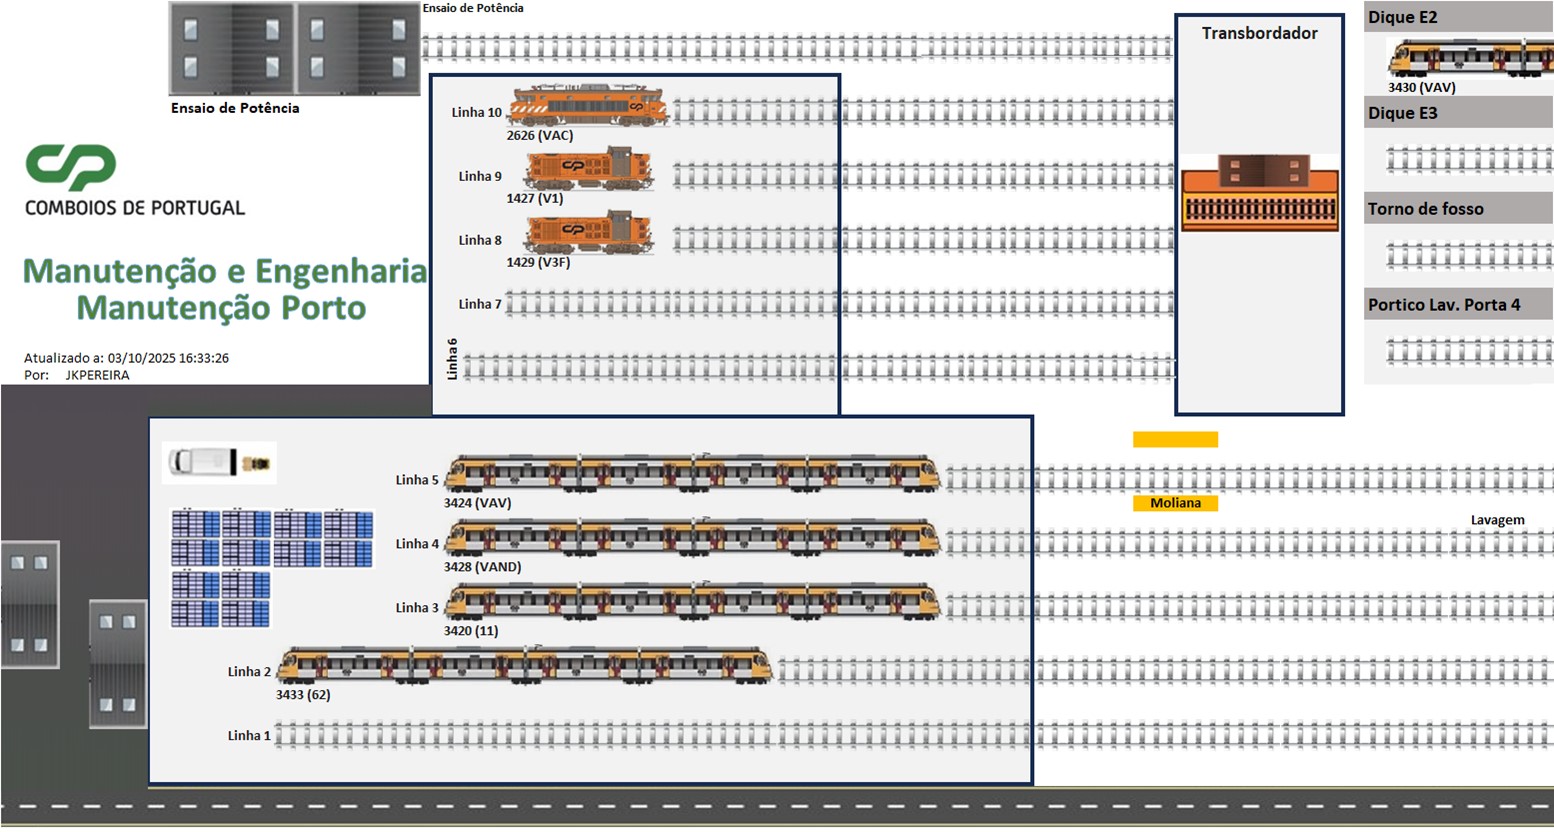 Ensaio de Potência
Ensaio de Potência
Transbordador
Dique E2
3430 (VAV)
Dique E3
Torno de fosso
Portico Lav. Porta 4
CP
COMBOIOS DE PORTUGAL
Manutenção e Engenharia
Manutenção Porto
Atualizado a: 03/10/2025 16:33:26
Por: JKPEREIRA
Linha 10
2626 (VAC)
Linha 9
1427 (V1)
Linha 8
1429 (V3F)
Linha 7
Linha 6
Linha 5
3424 (VAV)
Moliana
Lavagem
Linha 4
3428 (VAND)
Linha 3
3420 (11)
Linha 2
3433 (62)
Linha 1